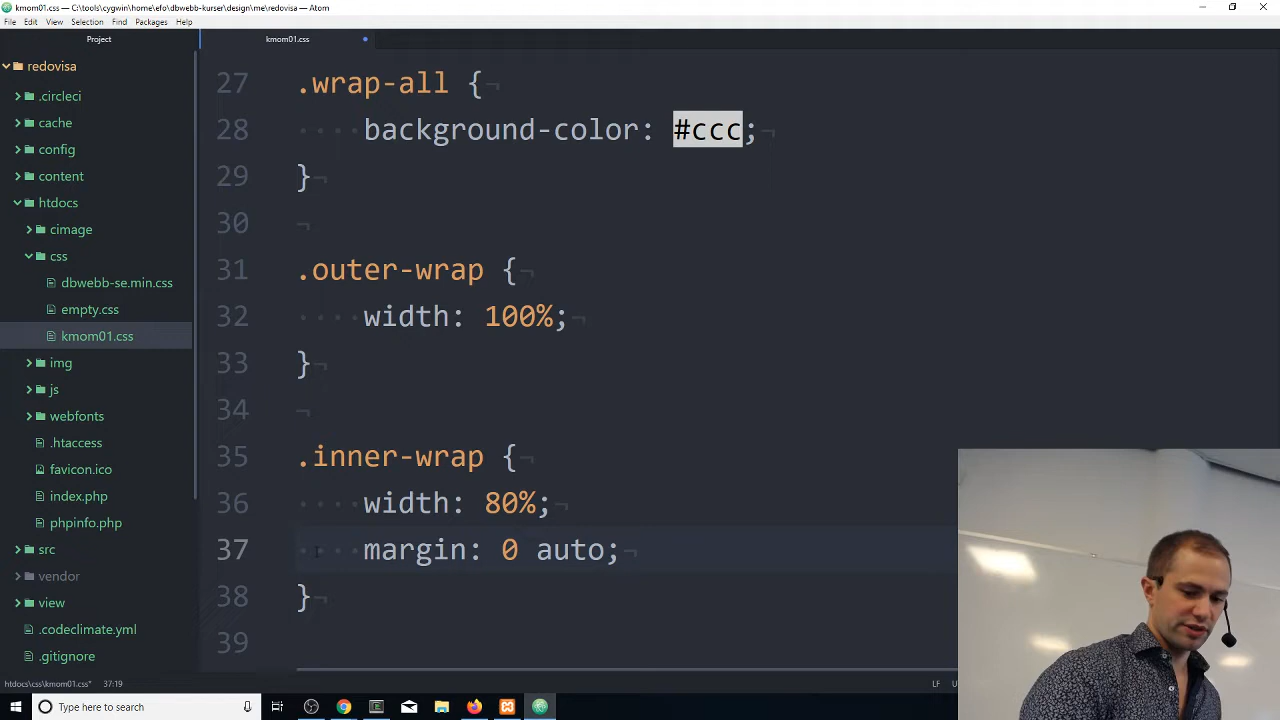 kmom01.css — C:\tools\cygwin\home\efo\dbwebb-kurser\design\me\redovisa — Atom
File Edit View Selection Find Packages Help
Project
kmom01.css
redovisa
.circleci
cache
config
content
htdocs
cimage
css
dbwebb-se.min.css
empty.css
kmom01.css
img
js
webfonts
.htaccess
favicon.ico
index.php
phpinfo.php
src
vendor
view
.codeclimate.yml
.gitignore
27 .wrap-all {
28 background-color: #ccc;
29 }
30
31 .outer-wrap {
32 width: 100%;
33 }
34
35 .inner-wrap {
36 width: 80%;
37 margin: 0 auto;
38 }
39
htdocs\css\kmom01.css* 37:19
LF
Type here to search